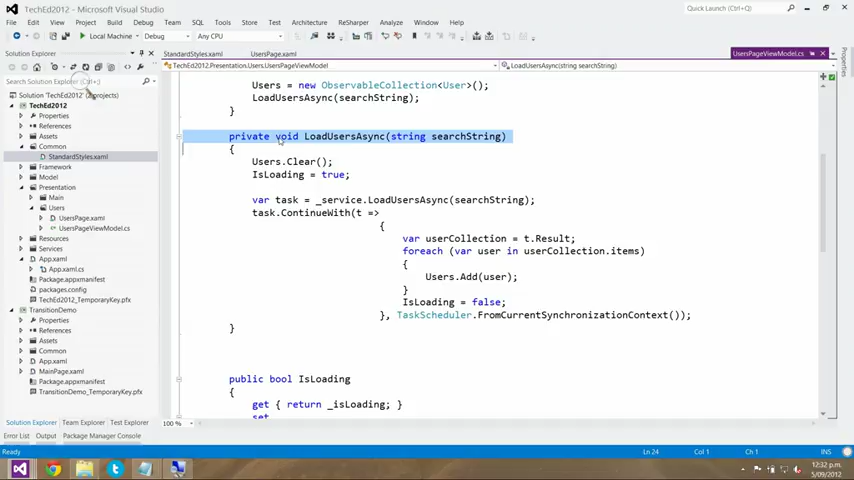 TechEd2012 - Microsoft Visual Studio
Quick Launch (Ctrl+Q)
File Edit View Project Build Debug Team SQL Tools Test Architecture ReSharper Analyze Window Help
Local Machine Debug Any CPU
Solution Explorer
StandardStyles.xaml UsersPage.xaml UsersPageViewModel.cs
TechEd2012.Presentation.Users.UsersPageViewModel LoadUsersAsync(string searchString)
Search Solution Explorer (Ctrl+;)
Solution 'TechEd2012' (2 projects)
TechEd2012
Properties
References
Assets
Common
StandardStyles.xaml
Framework
Model
Presentation
Main
Users
UsersPage.xaml
UsersPageViewModel.cs
Resources
Services
App.xaml
App.xaml.cs
Package.appxmanifest
packages.config
TechEd2012_TemporaryKey.pfx
TransitionDemo
Properties
References
Assets
Common
App.xaml
MainPage.xaml
Package.appxmanifest
TransitionDemo_TemporaryKey.pfx
Users = new ObservableCollection<User>();
LoadUsersAsync(searchString);
}
private void LoadUsersAsync(string searchString)
{
Users.Clear();
IsLoading = true;
var task = _service.LoadUsersAsync(searchString);
task.ContinueWith(t =>
{
var userCollection = t.Result;
foreach (var user in userCollection.items)
{
Users.Add(user);
}
IsLoading = false;
}, TaskScheduler.FromCurrentSynchronizationContext());
}
public bool IsLoading
{
get { return _isLoading; }
set
Properties
100 %
Solution Explorer Team Explorer Test Explorer
Error List Output Package Manager Console
Ready Ln 24 Col 1 Ch 1 INS
12:32 p.m.
5/09/2012